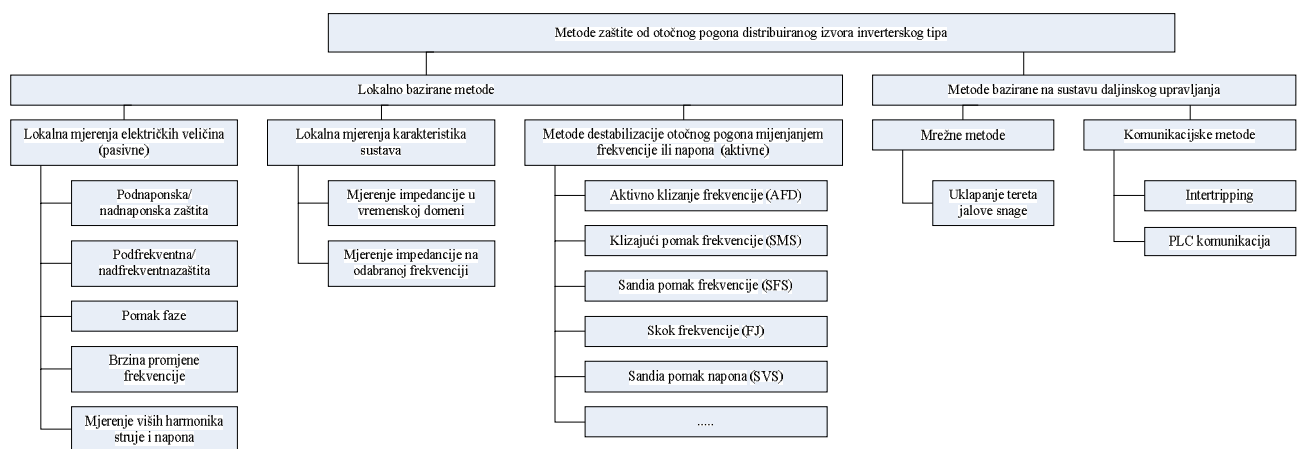 Metode zaštite od otočnog pogona distribuiranog izvora inverterskog tipa
Lokalno bazirane metode
Metode bazirane na sustavu daljinskog upravljanja
Lokalna mjerenja električkih veličina
(pasivne)
Podnaponska/
nadnaponska zaštita
Podfrekventna/
nadfrekventnazaštita
Pomak faze
Brzina promjene
frekvencije
Mjerenje viših harmonika
struje i napona
Lokalna mjerenja karakteristika
sustava
Mjerenje impedancije u
vremenskoj domeni
Mjerenje impedancije na
odabranoj frekvenciji
Metode destabilizacije otočnog pogona mijenjanjem
frekvencije ili napona (aktivne)
Aktivno klizanje frekvencije (AFD)
Klizajući pomak frekvencije (SMS)
Sandia pomak frekvencije (SFS)
Skok frekvencije (FJ)
Sandia pomak napona (SVS)
.....
Mrežne metode
Uklapanje tereta
jalove snage
Komunikacijske metode
Intertripping
PLC komunikacija